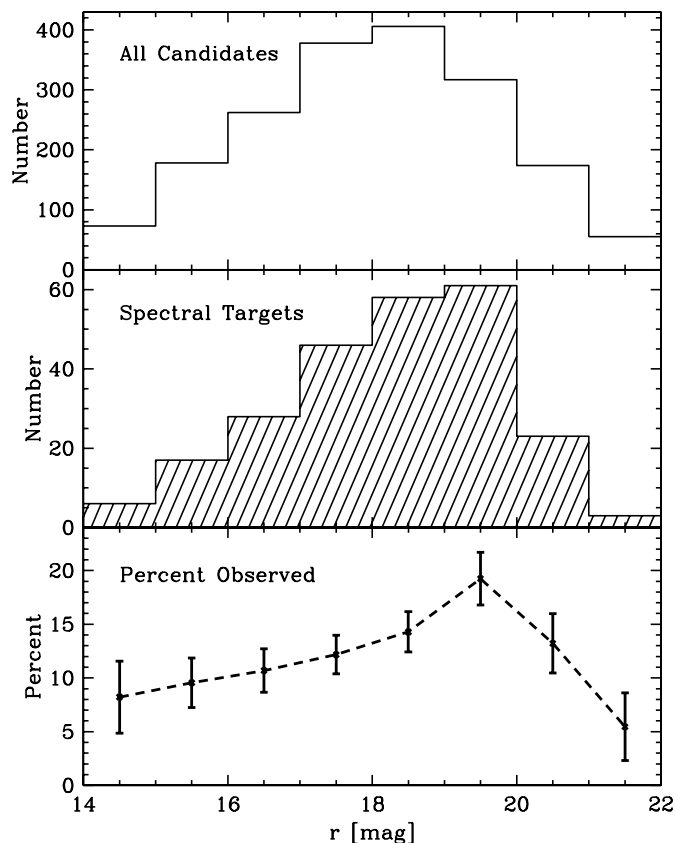 400
All Candidates
300
Number
200
100
0
60
Spectral Targets
40
Number
20
0
20
Percent Observed
15
Percent
10
5
0
14 16 18 20 22
r [mag]